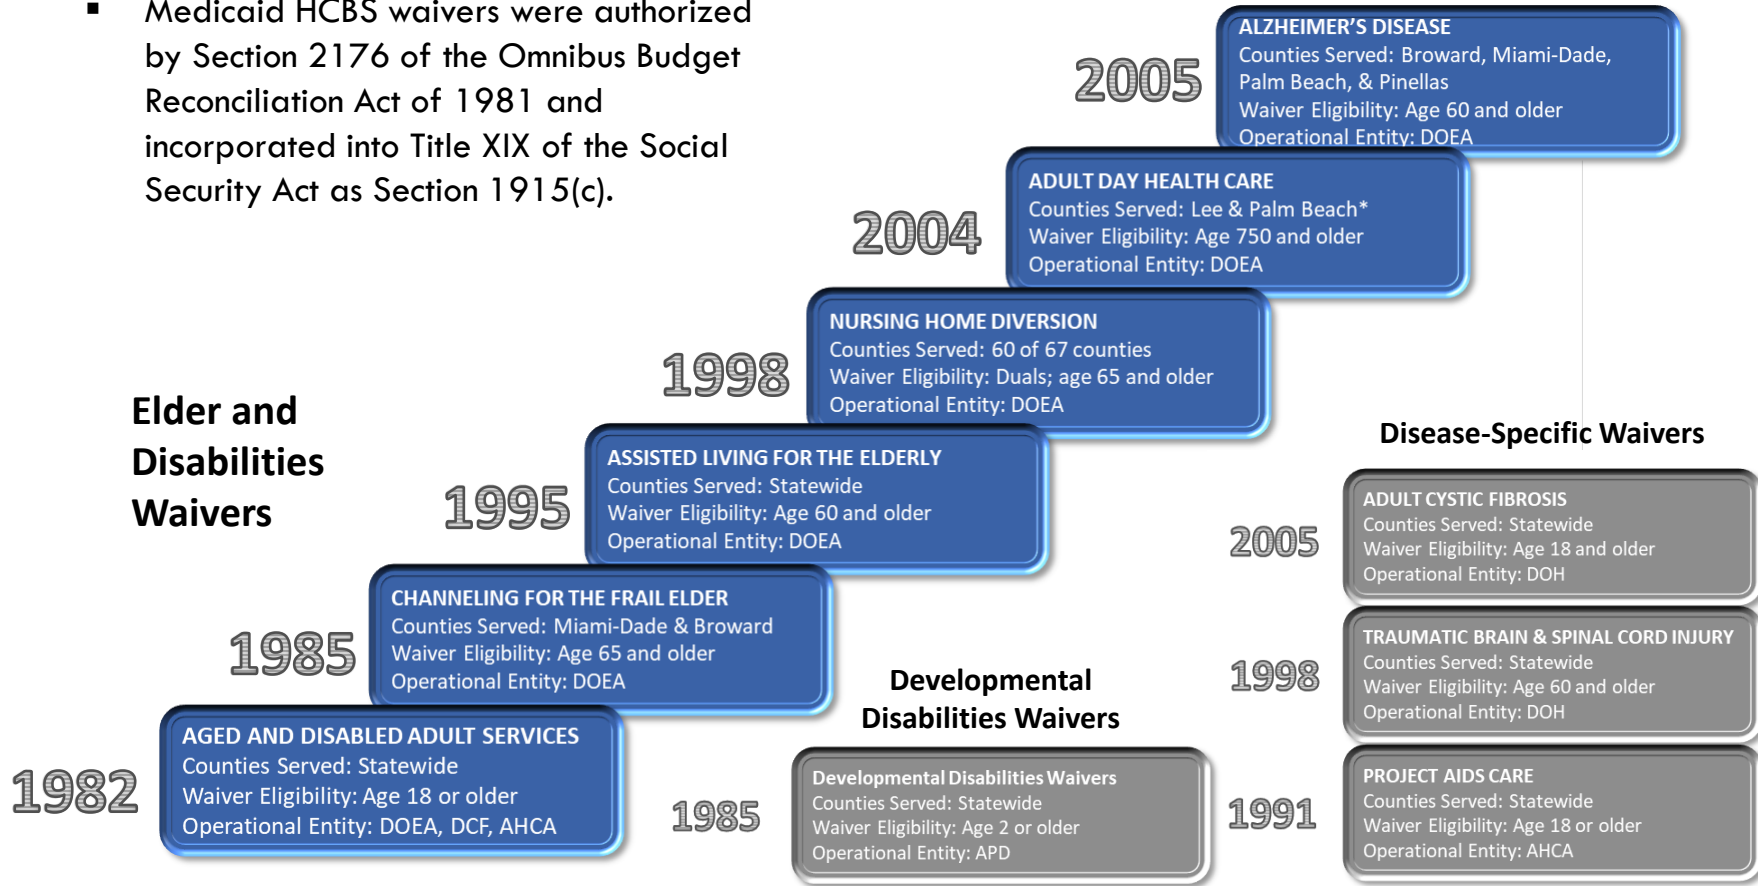 ▪ Medicaid HCBS waivers were authorized
by Section 2176 of the Omnibus Budget
Reconciliation Act of 1981 and
incorporated into Title XIX of the Social
Security Act as Section 1915(c).
2005
ALZHEIMER’S DISEASE
Counties Served: Broward, Miami-Dade,
Palm Beach, & Pinellas
Waiver Eligibility: Age 60 and older
Operational Entity: DOEA
2004
ADULT DAY HEALTH CARE
Counties Served: Lee & Palm Beach*
Waiver Eligibility: Age 750 and older
Operational Entity: DOEA
1998
NURSING HOME DIVERSION
Counties Served: 60 of 67 counties
Waiver Eligibility: Duals; age 65 and older
Operational Entity: DOEA
Elder and
Disabilities
Waivers
1995
ASSISTED LIVING FOR THE ELDERLY
Counties Served: Statewide
Waiver Eligibility: Age 60 and older
Operational Entity: DOEA
1985
CHANNELING FOR THE FRAIL ELDER
Counties Served: Miami-Dade & Broward
Waiver Eligibility: Age 65 and older
Operational Entity: DOEA
1982
AGED AND DISABLED ADULT SERVICES
Counties Served: Statewide
Waiver Eligibility: Age 18 or older
Operational Entity: DOEA, DCF, AHCA
Developmental
Disabilities Waivers
1985
Developmental Disabilities Waivers
Counties Served: Statewide
Waiver Eligibility: Age 2 or older
Operational Entity: APD
Disease-Specific Waivers
2005
ADULT CYSTIC FIBROSIS
Counties Served: Statewide
Waiver Eligibility: Age 18 and older
Operational Entity: DOH
1998
TRAUMATIC BRAIN & SPINAL CORD INJURY
Counties Served: Statewide
Waiver Eligibility: Age 60 and older
Operational Entity: DOH
1991
PROJECT AIDS CARE
Counties Served: Statewide
Waiver Eligibility: Age 18 or older
Operational Entity: AHCA